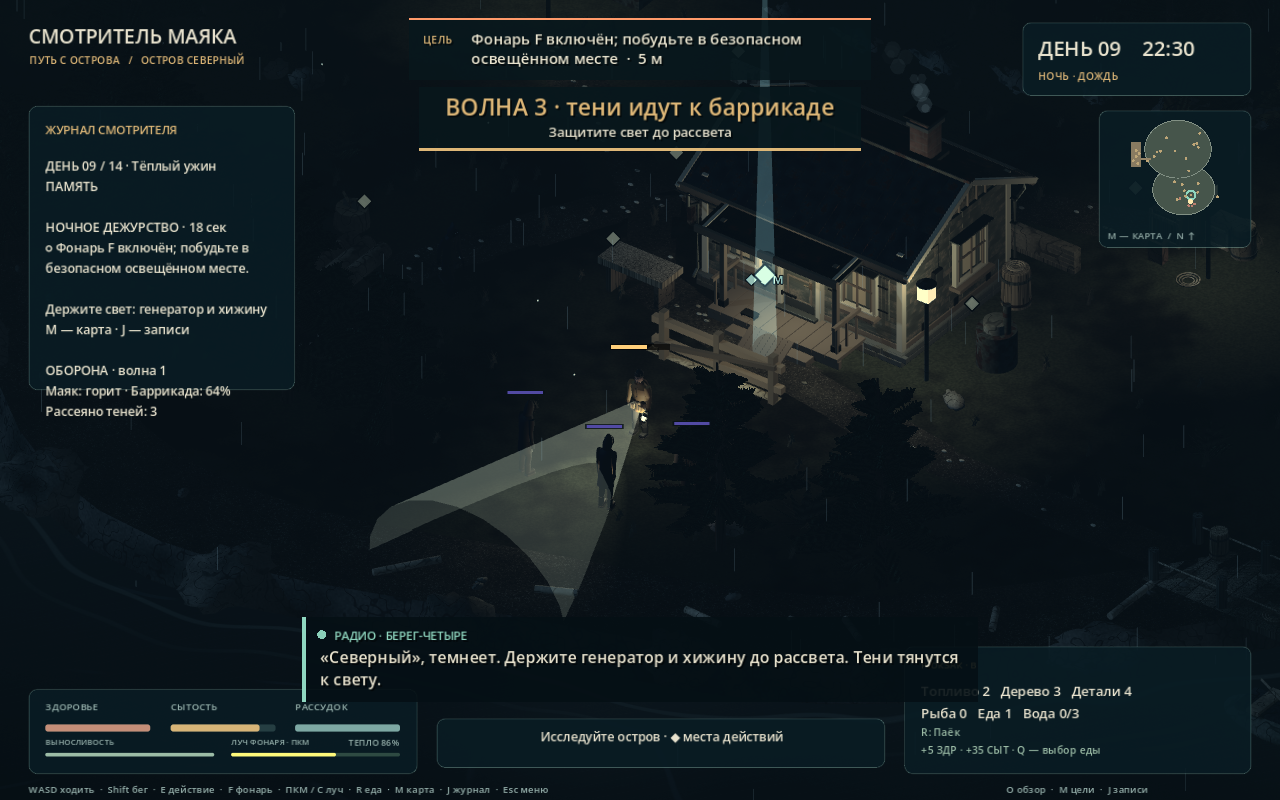 СМОТРИТЕЛЬ МАЯКА
ПУТЬ С ОСТРОВА / ОСТРОВ СЕВЕРНЫЙ
ЦЕЛЬ
Фонарь F включён; побудьте в безопасном
освещённом месте · 5 м
ВОЛНА 3 · тени идут к баррикаде
Защитите свет до рассвета
ДЕНЬ 09 22:30
НОЧЬ · ДОЖДЬ
M — КАРТА / N ↑
ЖУРНАЛ СМОТРИТЕЛЯ
ДЕНЬ 09 / 14 · Тёплый ужин
ПАМЯТЬ
НОЧНОЕ ДЕЖУРСТВО · 18 сек
о Фонарь F включён; побудьте в
безопасном освещённом месте.
Держите свет: генератор и хижину
M — карта · J — записи
ОБОРОНА · волна 1
Маяк: горит · Баррикада: 64%
Рассеяно теней: 3
М
РАДИО · БЕРЕГ-ЧЕТЫРЕ
«Северный», темнеет. Держите генератор и хижину до рассвета. Тени тянутся
к свету.
ЗДОРОВЬЕ СЫТОСТЬ РАССУДОК
ВЫНОСЛИВОСТЬ ЛУЧ ФОНАРЯ · ПКМ ТЕПЛО 86%
Исследуйте остров · ◆ места действий
Топливо 2 Дерево 3 Детали 4
Рыба 0 Еда 1 Вода 0/3
R: Паёк
+5 ЗДР · +35 СЫТ · Q — выбор еды
WASD ходить · Shift бег · E действие · F фонарь · ПКМ / C луч · R еда · M карта · J журнал · Esc меню
O обзор · M цели · J записи